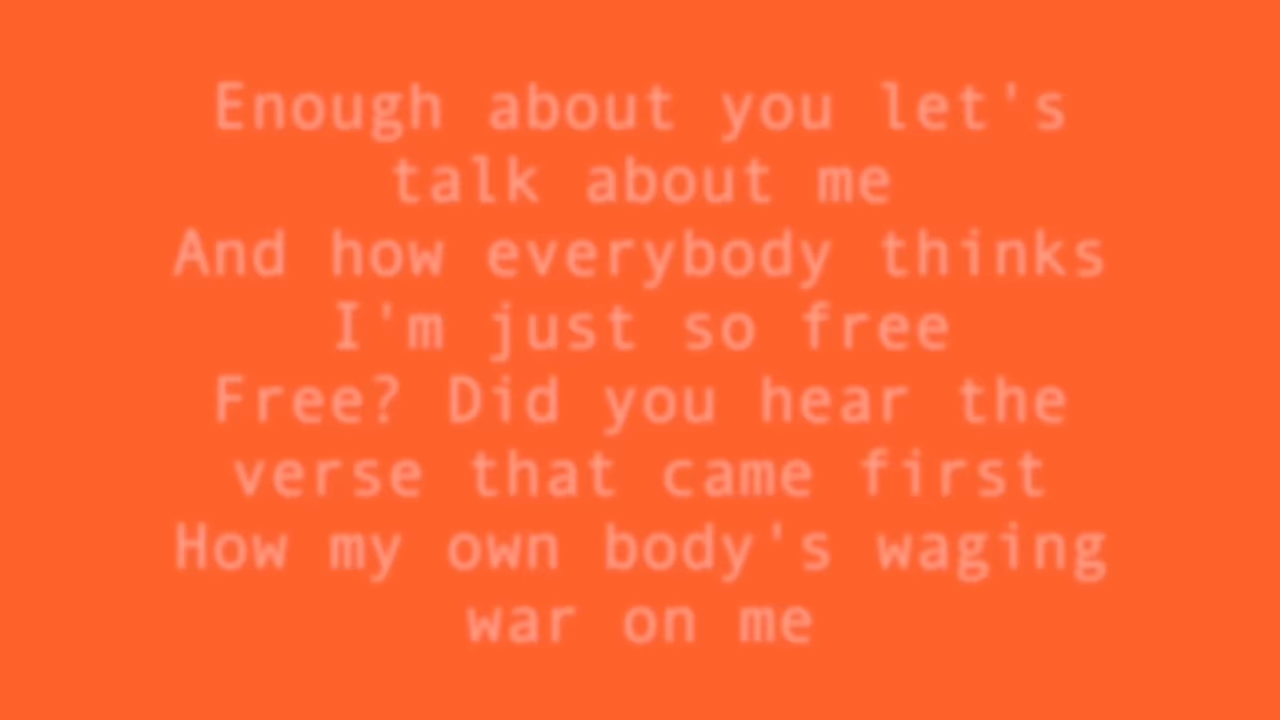 Enough about you let's
talk about me
And how everybody thinks
I'm just so free
Free? Did you hear the
verse that came first
How my own body's waging
war on me